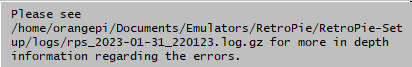 Please see
/home/orangepi/Documents/Emulators/RetroPie/RetroPie-Set
up/logs/rps_2023-01-31_220123.log.gz for more in depth
information regarding the errors.